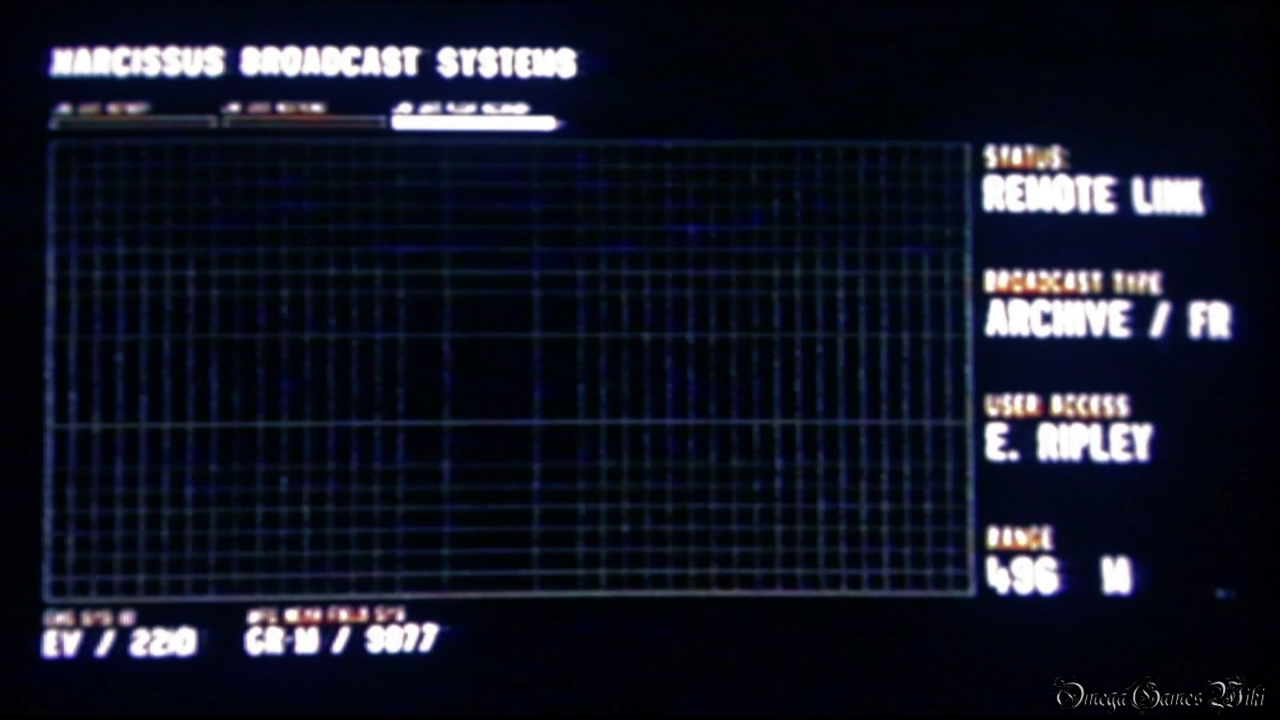 NARCISSUS BROADCAST SYSTEMS
STATUS:
REMOTE LINK
BROADCAST TYPE
ARCHIVE / FR
USER ACCESS
E. RIPLEY
RANGE
496 M
EV / 2210
GR-M / 9877
Omega Games Wiki